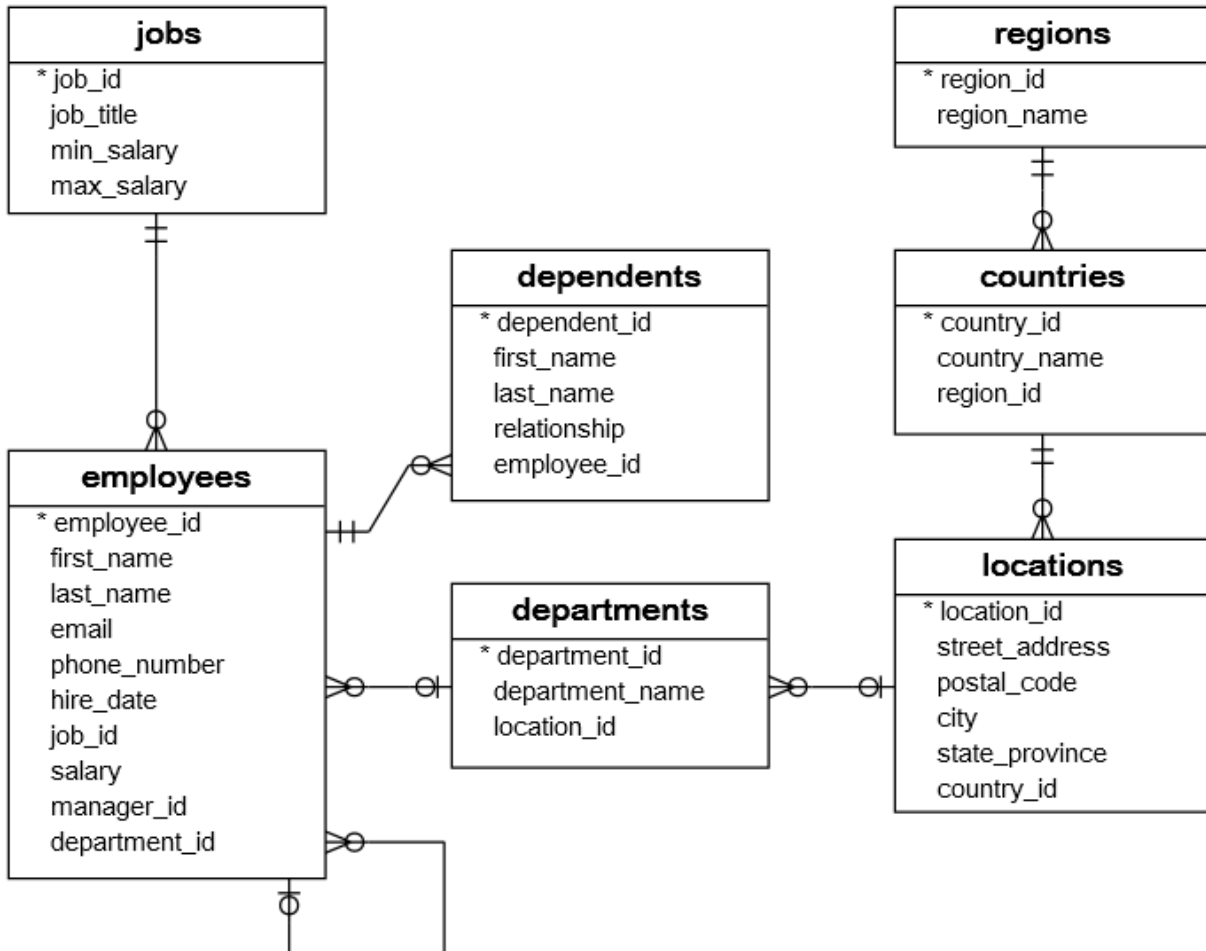 jobs
* job_id
job_title
min_salary
max_salary
regions
* region_id
region_name
dependents
* dependent_id
first_name
last_name
relationship
employee_id
countries
* country_id
country_name
region_id
employees
* employee_id
first_name
last_name
email
phone_number
hire_date
job_id
salary
manager_id
department_id
departments
* department_id
department_name
location_id
locations
* location_id
street_address
postal_code
city
state_province
country_id